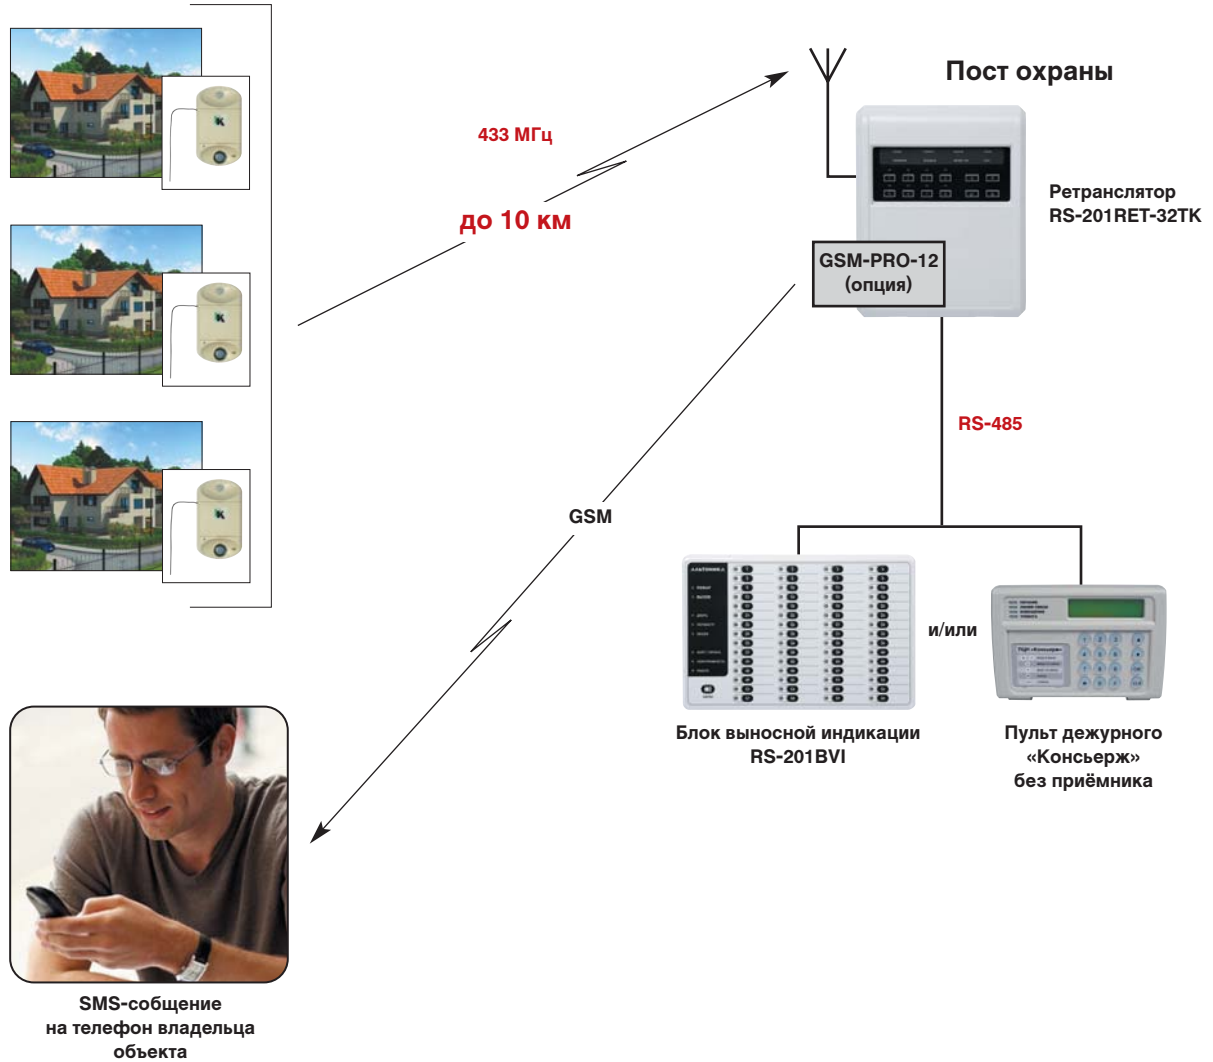 Пост охраны
433 МГц
до 10 км
Ретранслятор
RS-201RET-32TK
GSM-PRO-12
(опция)
RS-485
GSM
и/или
Блок выносной индикации
RS-201BVI
Пульт дежурного
«Консьерж»
без приёмника
SMS-собщение
на телефон владельца
объекта